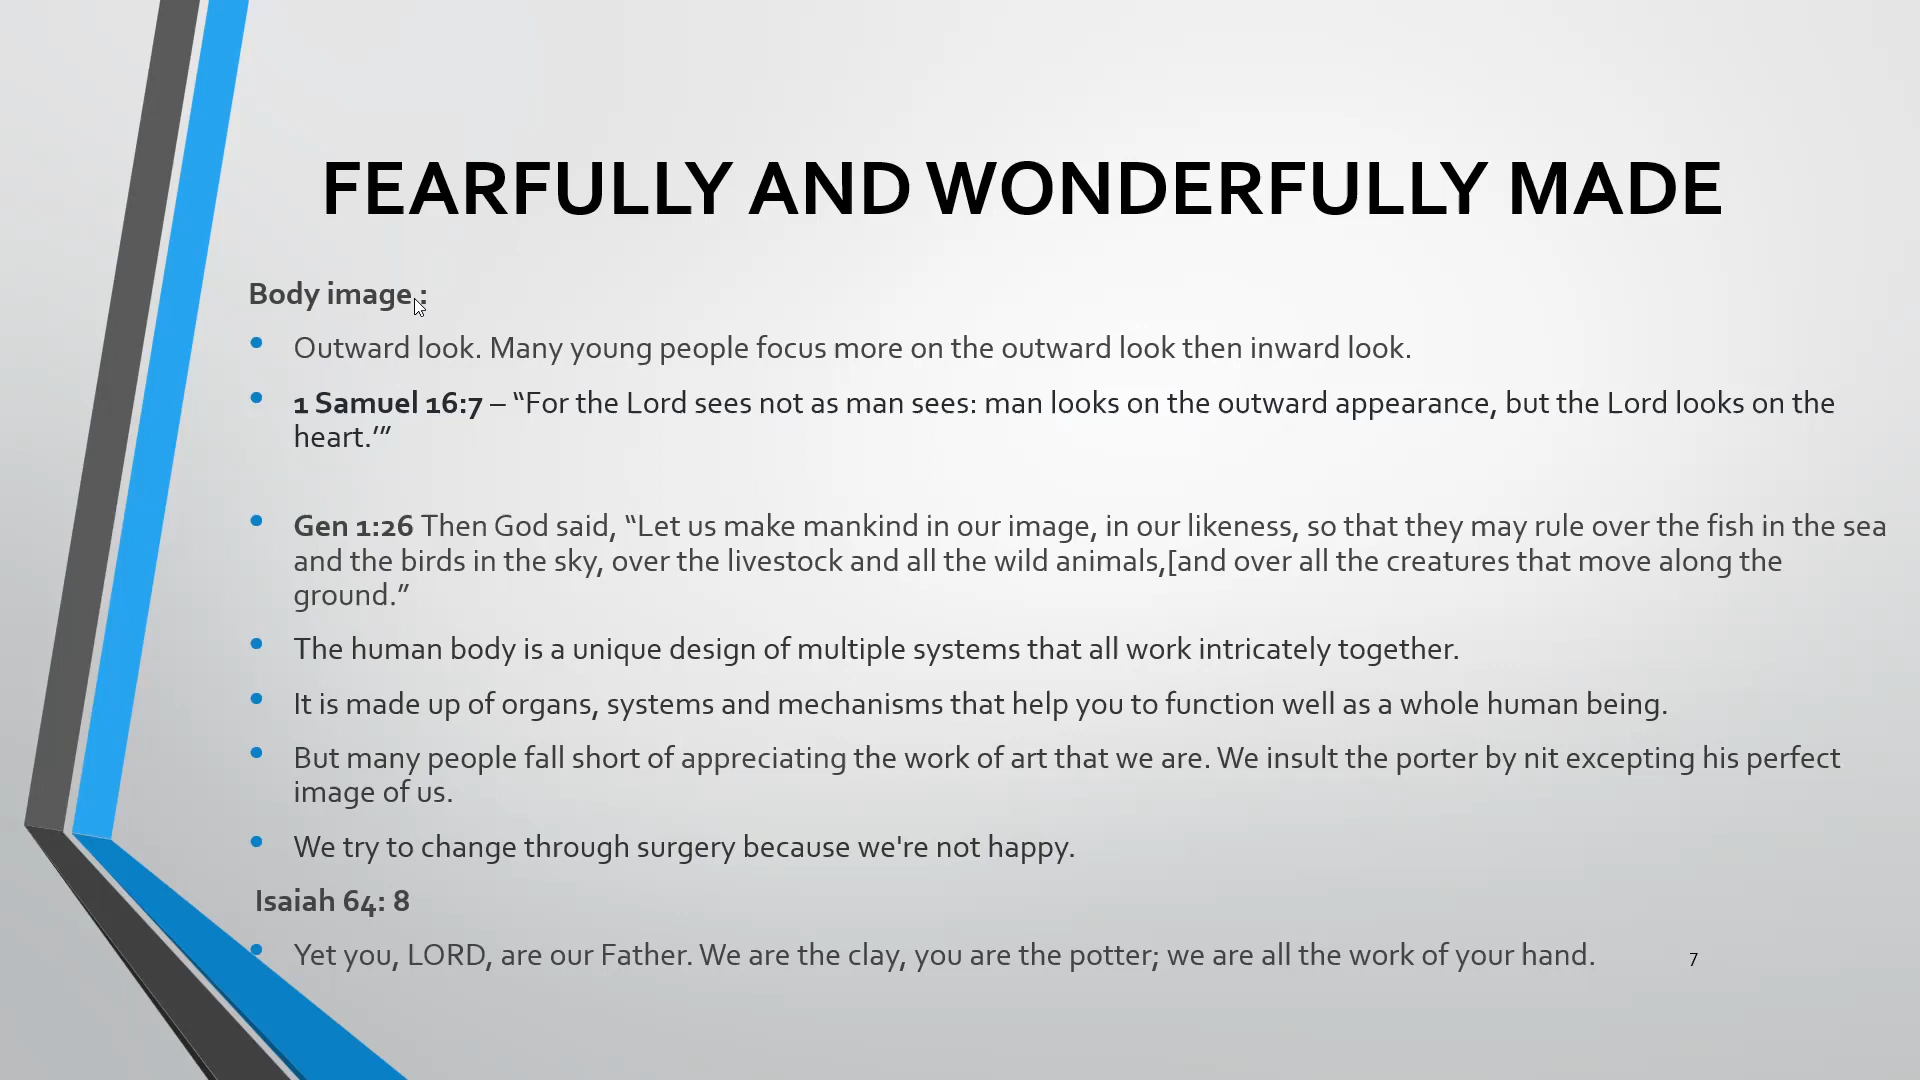 FEARFULLY AND WONDERFULLY MADE
Body image :
• Outward look. Many young people focus more on the outward look then inward look.
• 1 Samuel 16:7 – “For the Lord sees not as man sees: man looks on the outward appearance, but the Lord looks on the
heart.’”
• Gen 1:26 Then God said, “Let us make mankind in our image, in our likeness, so that they may rule over the fish in the sea
and the birds in the sky, over the livestock and all the wild animals,[and over all the creatures that move along the
ground.”
• The human body is a unique design of multiple systems that all work intricately together.
• It is made up of organs, systems and mechanisms that help you to function well as a whole human being.
• But many people fall short of appreciating the work of art that we are. We insult the porter by nit excepting his perfect
image of us.
• We try to change through surgery because we're not happy.
Isaiah 64: 8
• Yet you, LORD, are our Father. We are the clay, you are the potter; we are all the work of your hand.
7